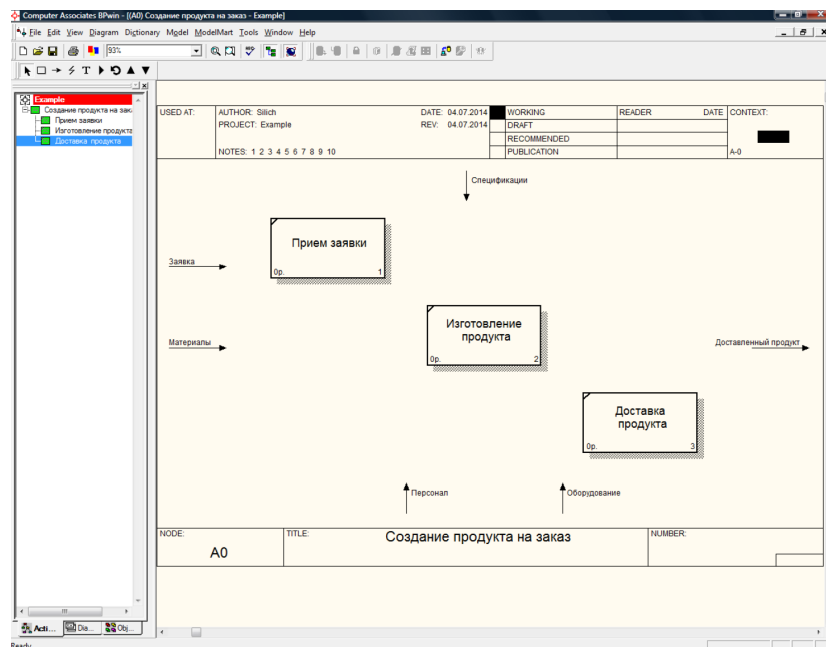 Computer Associates BPwin - [(A0) Создание продукта на заказ - Example]
File Edit View Diagram Dictionary Model ModelMart Tools Window Help
93%
Example
Создание продукта на зак
Прием заявки
Изготовление продукта
Доставка продукта
USED AT:
AUTHOR: Silich
DATE: 04.07.2014
WORKING
READER
DATE
CONTEXT:
PROJECT: Example
REV: 04.07.2014
DRAFT
RECOMMENDED
NOTES: 1 2 3 4 5 6 7 8 9 10
PUBLICATION
A-0
Спецификации
Прием заявки
0р. 1
Заявка
Изготовление
продукта
0р. 2
Материалы
Доставленный продукт
Доставка
продукта
0р. 3
Персонал
Оборудование
NODE:
TITLE:
NUMBER:
A0
Создание продукта на заказ
Acti...
Dia...
Obj...
Ready